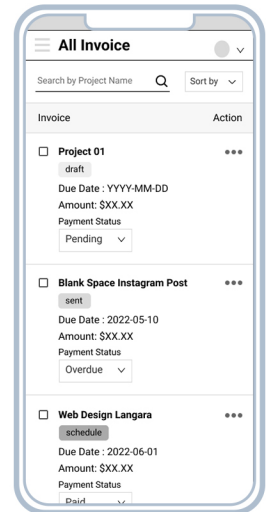 All Invoice
Search by Project Name
Sort by
Invoice Action
Project 01
draft
Due Date : YYYY-MM-DD
Amount: $XX.XX
Payment Status
Pending
Blank Space Instagram Post
sent
Due Date : 2022-05-10
Amount: $XX.XX
Payment Status
Overdue
Web Design Langara
schedule
Due Date : 2022-06-01
Amount: $XX.XX
Payment Status
Paid